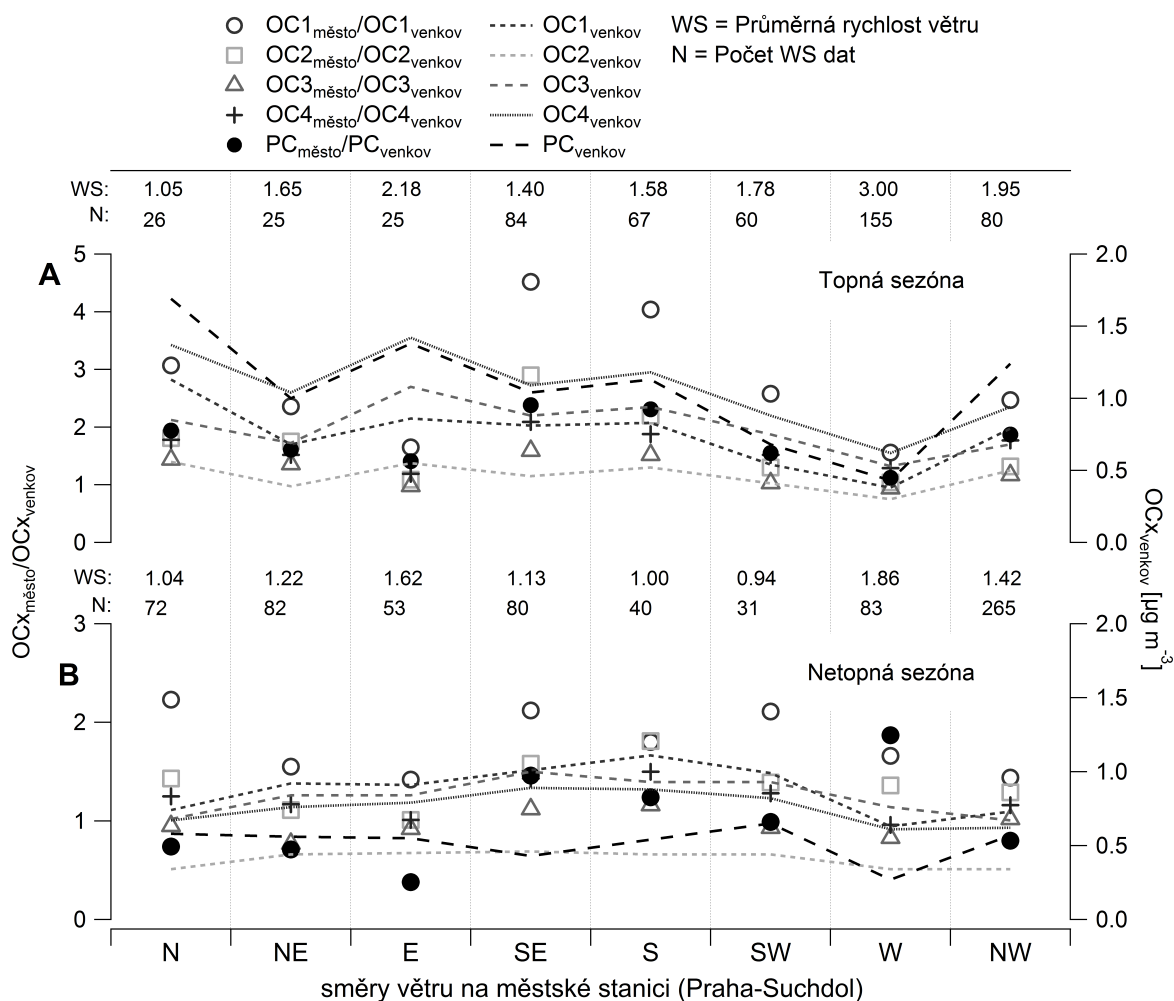 OC1město/OC1venkov OC1venkov WS = Průměrná rychlost větru
OC2město/OC2venkov OC2venkov N = Počet WS dat
OC3město/OC3venkov OC3venkov
OC4město/OC4venkov OC4venkov
PCměsto/PCvenkov PCvenkov
WS: 1.05 1.65 2.18 1.40 1.58 1.78 3.00 1.95
N: 26 25 25 84 67 60 155 80
A
Topná sezóna
5
4
3
2
1
0
2.0
1.5
1.0
0.5
0.0
WS: 1.04 1.22 1.62 1.13 1.00 0.94 1.86 1.42
N: 72 82 53 80 40 31 83 265
B
Netopná sezóna
3
2
1
0
2.0
1.5
1.0
0.5
0.0
OCxměsto/OCxvenkov
OCxvenkov [µg m-3]
N NE E SE S SW W NW
směry větru na městské stanici (Praha-Suchdol)